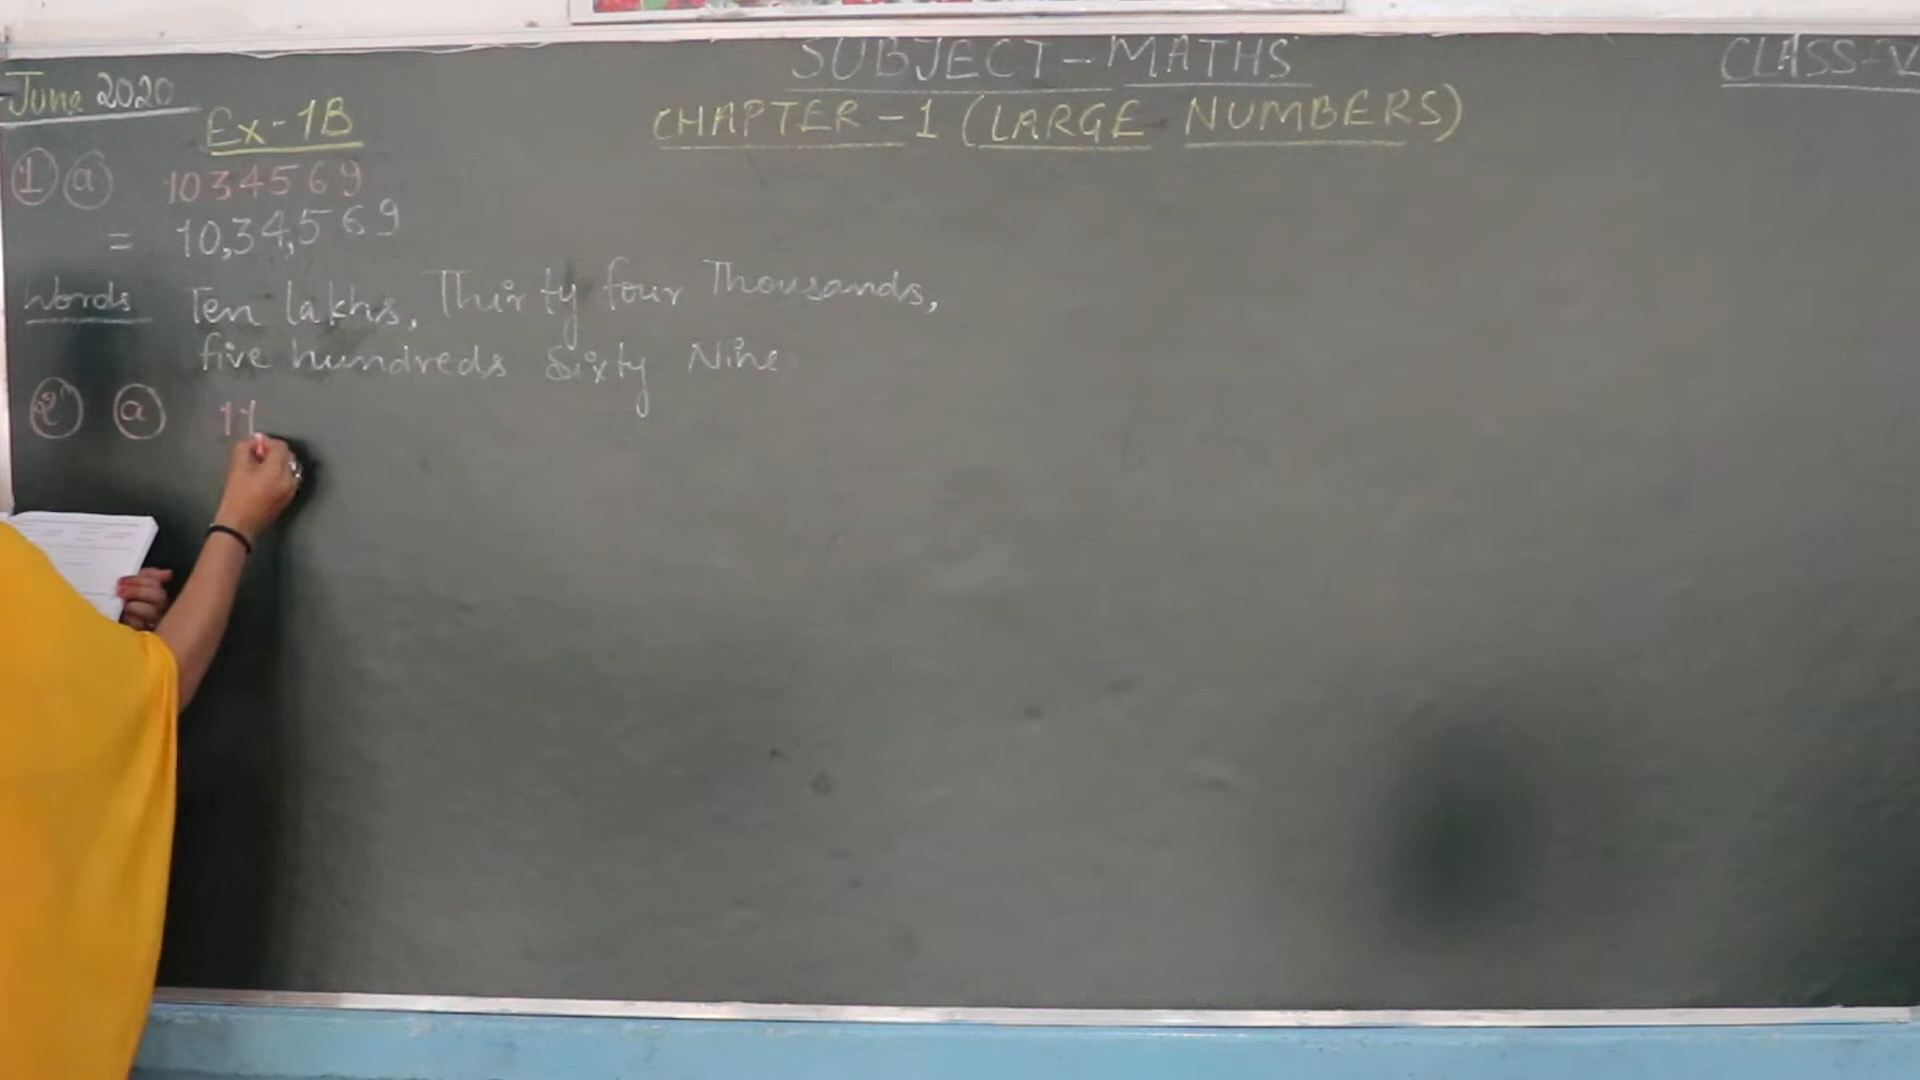 SUBJECT-MATHS
CLASS-V
June 2020
CHAPTER-1 (LARGE NUMBERS)
Ex-1B
1 a 1034569
= 10,34,569
Words Ten lakhs, Thirty four Thousands,
five hundreds Sixty Nine
2 a 11